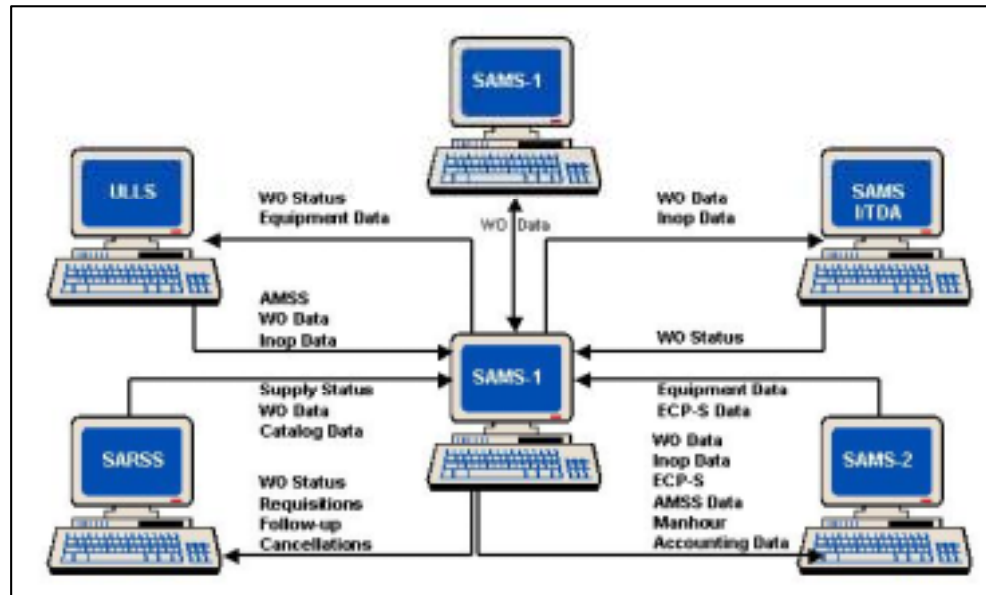 SAMS-1
ULLS
WO Status
Equipment Data
WO Data
WO Data
Inop Data
SAMS
I/TDA
AMSS
WO Data
Inop Data
WO Status
SAMS-1
Supply Status
WO Data
Catalog Data
Equipment Data
ECP-S Data
SARSS
WO Status
Requisitions
Follow-up
Cancellations
WO Data
Inop Data
ECP-S
AMSS Data
Manhour
Accounting Data
SAMS-2